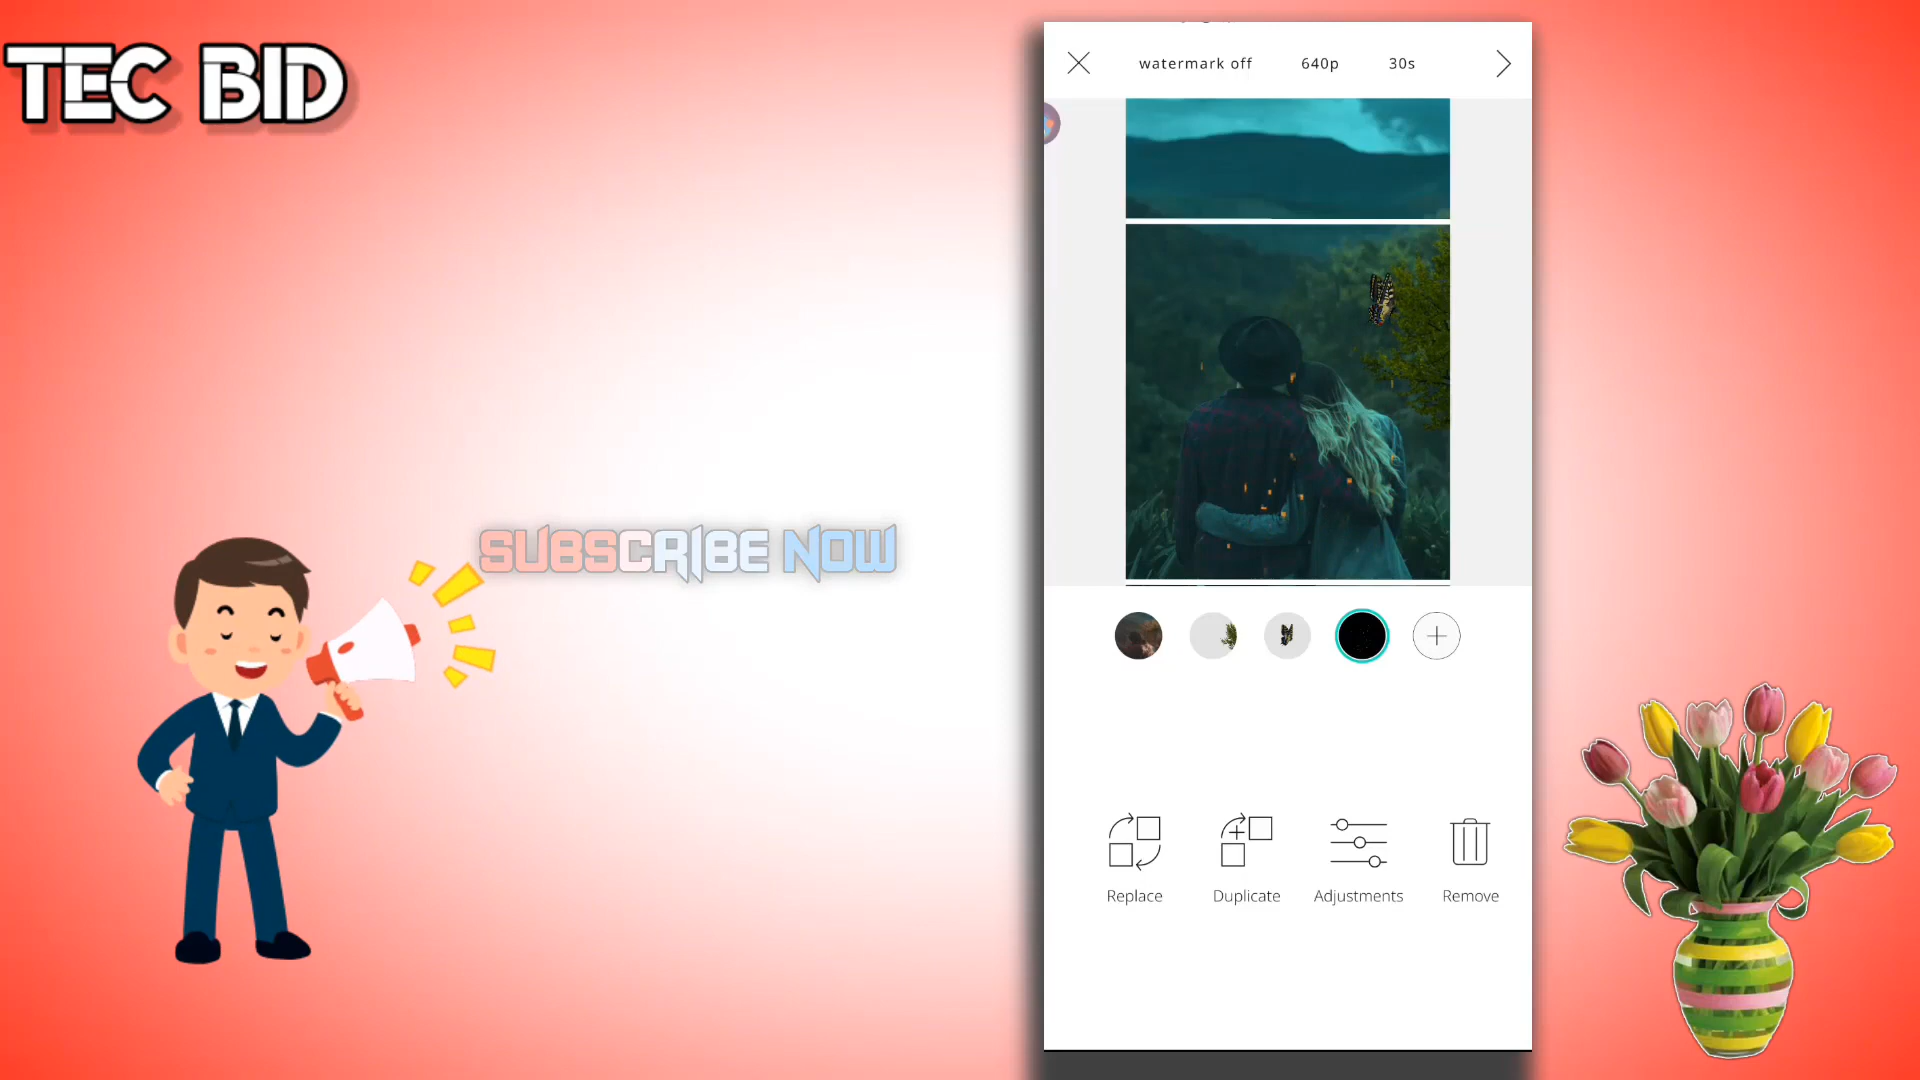 TEC BID
watermark off 640p 30s
SUBSCRIBE NOW
Replace Duplicate Adjustments Remove